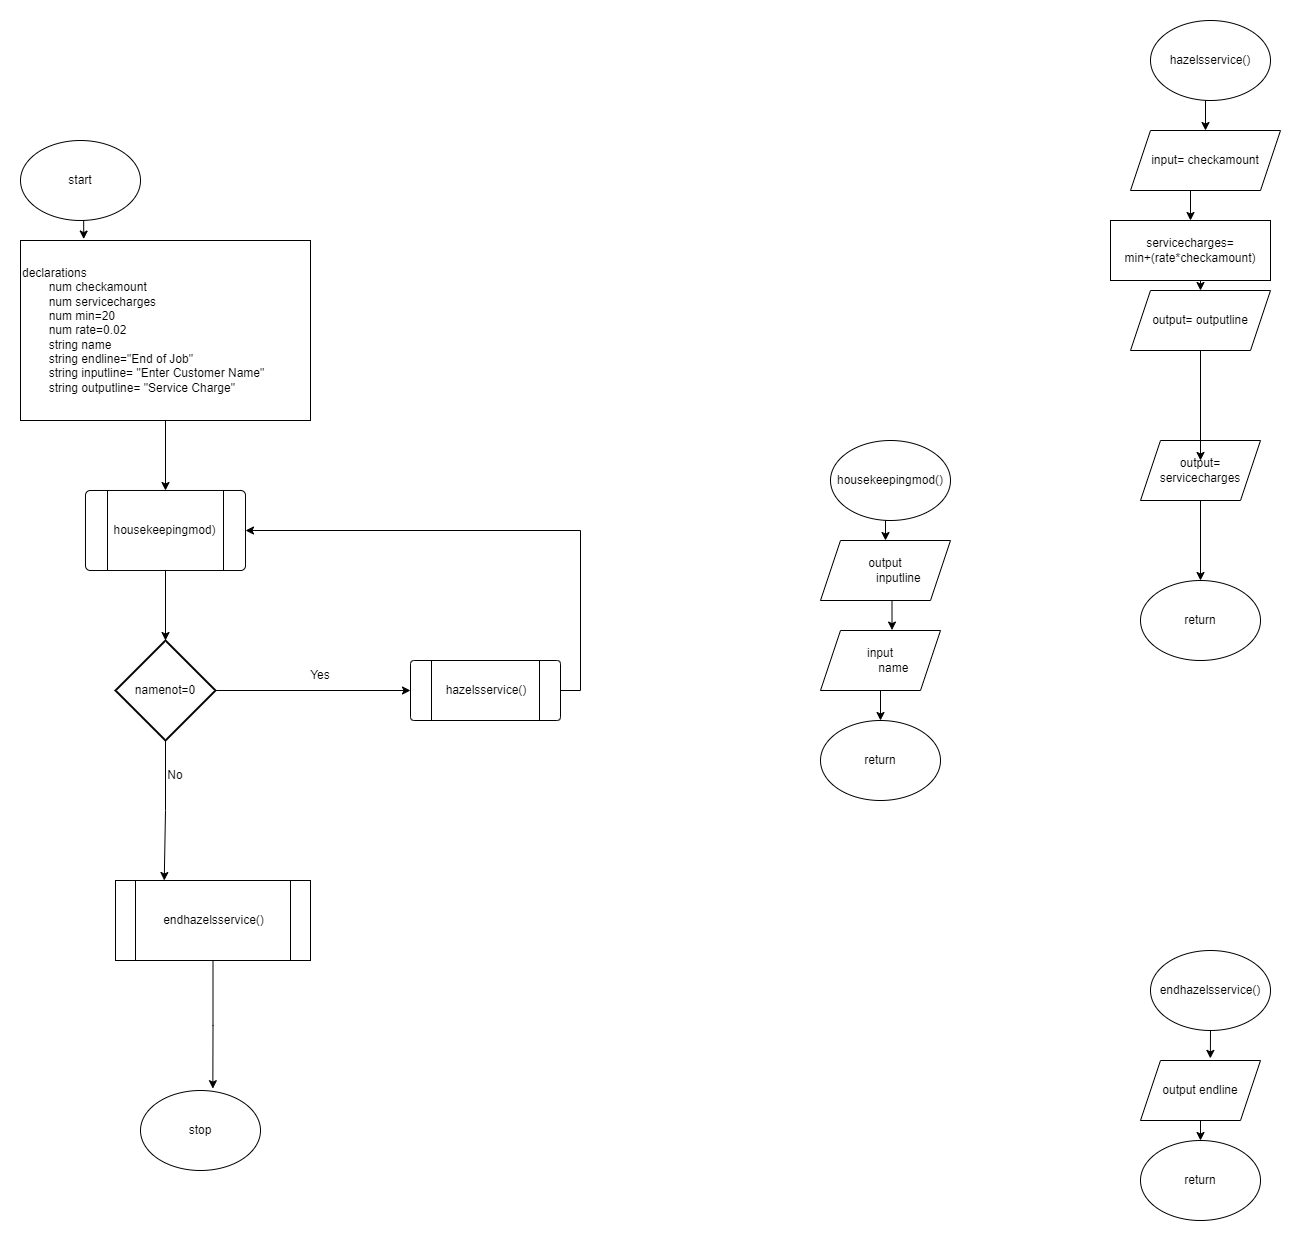 start
declarations
num checkamount
num servicecharges
num min=20
num rate=0.02
string name
string endline="End of Job"
string inputline= "Enter Customer Name"
string outputline= "Service Charge"
housekeepingmod)
namenot=0
Yes
hazelsservice()
No
endhazelsservice()
stop
housekeepingmod()
output
inputline
input
name
return
hazelsservice()
input= checkamount
servicecharges=
min+(rate*checkamount)
output= outputline
output=
servicecharges
return
endhazelsservice()
output endline
return